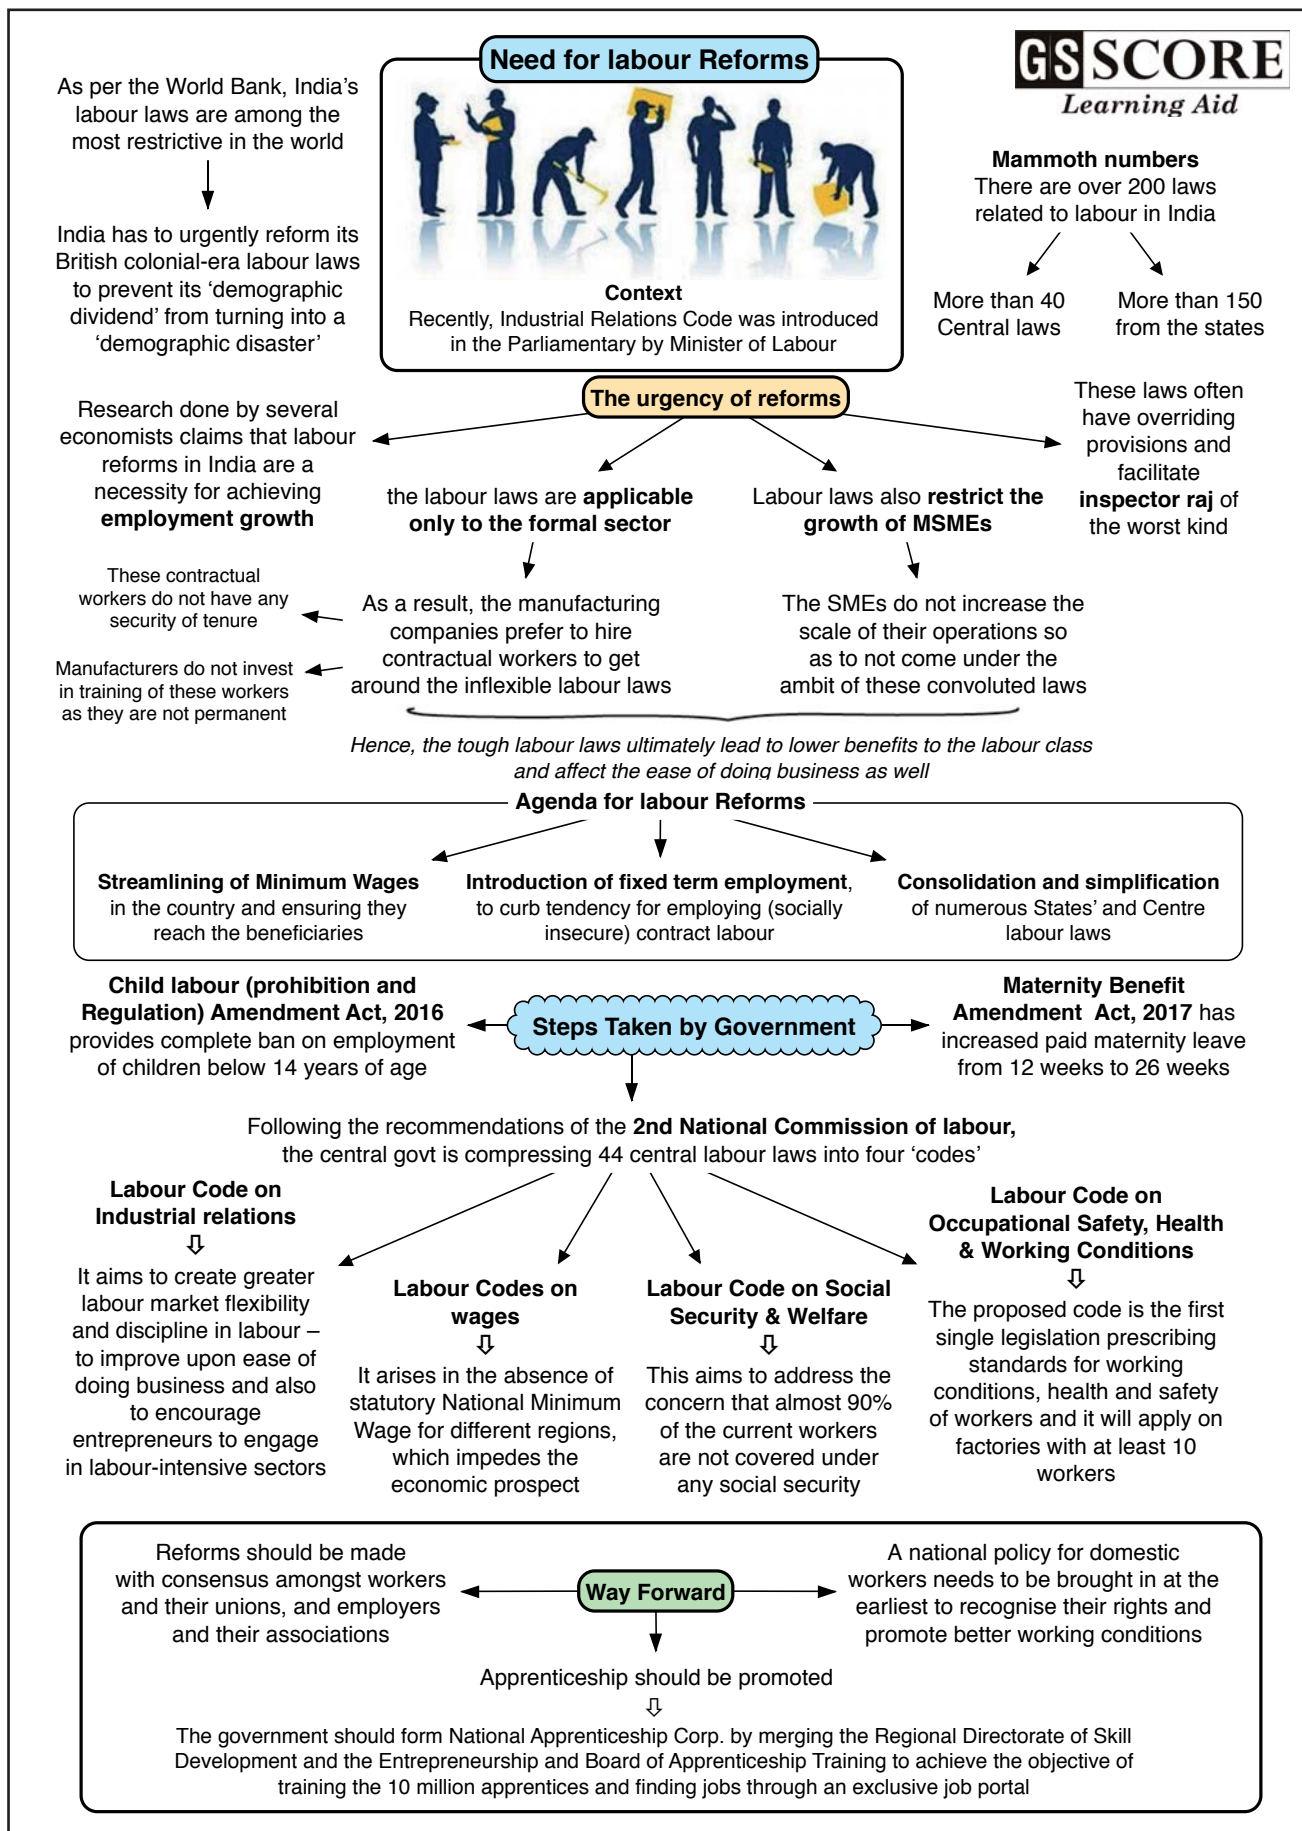 Need for labour Reforms
GS SCORE
Learning Aid
As per the World Bank, India's
labour laws are among the
most restrictive in the world
India has to urgently reform its
British colonial-era labour laws
to prevent its 'demographic
dividend' from turning into a
'demographic disaster'
Context
Recently, Industrial Relations Code was introduced
in the Parliamentary by Minister of Labour
Mammoth numbers
There are over 200 laws
related to labour in India
More than 40
Central laws
More than 150
from the states
The urgency of reforms
Research done by several
economists claims that labour
reforms in India are a
necessity for achieving
employment growth
the labour laws are applicable
only to the formal sector
Labour laws also restrict the
growth of MSMEs
These laws often
have overriding
provisions and
facilitate
inspector raj of
the worst kind
These contractual
workers do not have any
security of tenure
Manufacturers do not invest
in training of these workers
as they are not permanent
As a result, the manufacturing
companies prefer to hire
contractual workers to get
around the inflexible labour laws
The SMEs do not increase the
scale of their operations so
as to not come under the
ambit of these convoluted laws
Hence, the tough labour laws ultimately lead to lower benefits to the labour class
and affect the ease of doing business as well
Agenda for labour Reforms
Streamlining of Minimum Wages
in the country and ensuring they
reach the beneficiaries
Introduction of fixed term employment,
to curb tendency for employing (socially
insecure) contract labour
Consolidation and simplification
of numerous States' and Centre
labour laws
Child labour (prohibition and
Regulation) Amendment Act, 2016
provides complete ban on employment
of children below 14 years of age
Steps Taken by Government
Maternity Benefit
Amendment Act, 2017 has
increased paid maternity leave
from 12 weeks to 26 weeks
Following the recommendations of the 2nd National Commission of labour,
the central govt is compressing 44 central labour laws into four 'codes'
Labour Code on
Industrial relations
It aims to create greater
labour market flexibility
and discipline in labour –
to improve upon ease of
doing business and also
to encourage
entrepreneurs to engage
in labour-intensive sectors
Labour Codes on
wages
It arises in the absence of
statutory National Minimum
Wage for different regions,
which impedes the
economic prospect
Labour Code on Social
Security & Welfare
This aims to address the
concern that almost 90%
of the current workers
are not covered under
any social security
Labour Code on
Occupational Safety, Health
& Working Conditions
The proposed code is the first
single legislation prescribing
standards for working
conditions, health and safety
of workers and it will apply on
factories with at least 10
workers
Reforms should be made
with consensus amongst workers
and their unions, and employers
and their associations
Way Forward
A national policy for domestic
workers needs to be brought in at the
earliest to recognise their rights and
promote better working conditions
Apprenticeship should be promoted
The government should form National Apprenticeship Corp. by merging the Regional Directorate of Skill
Development and the Entrepreneurship and Board of Apprenticeship Training to achieve the objective of
training the 10 million apprentices and finding jobs through an exclusive job portal